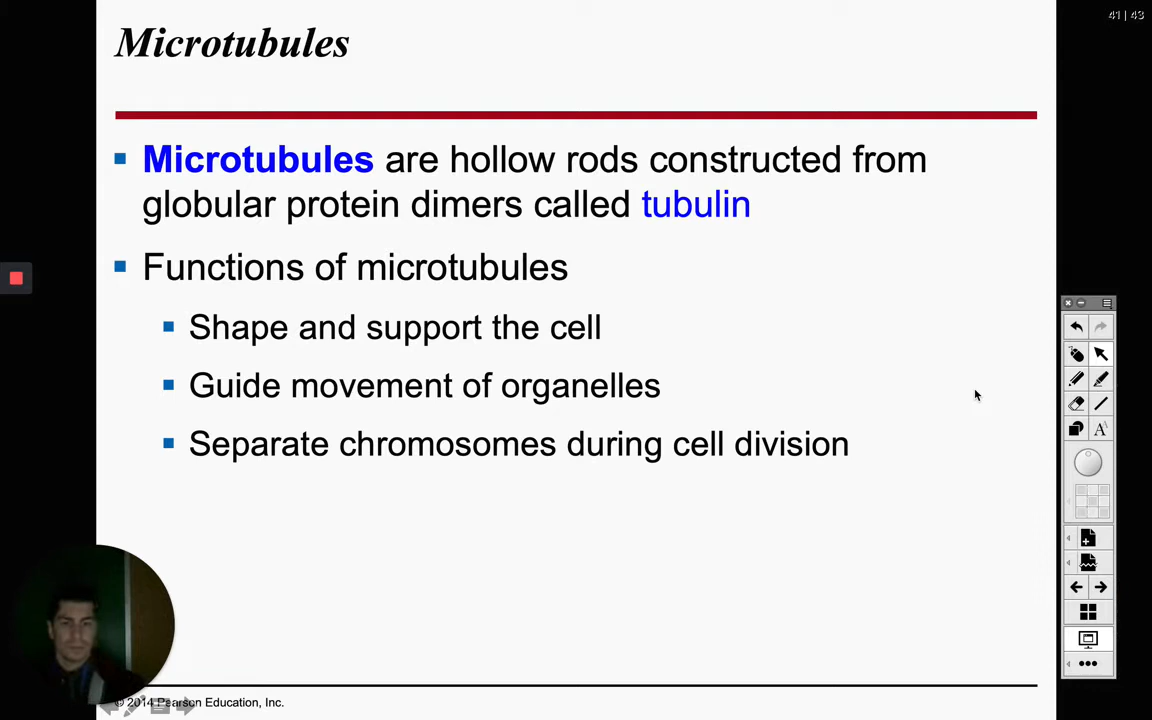 41 | 43
Microtubules
Microtubules are hollow rods constructed from
globular protein dimers called tubulin
Functions of microtubules
Shape and support the cell
Guide movement of organelles
Separate chromosomes during cell division
A
© 2014 Pearson Education, Inc.